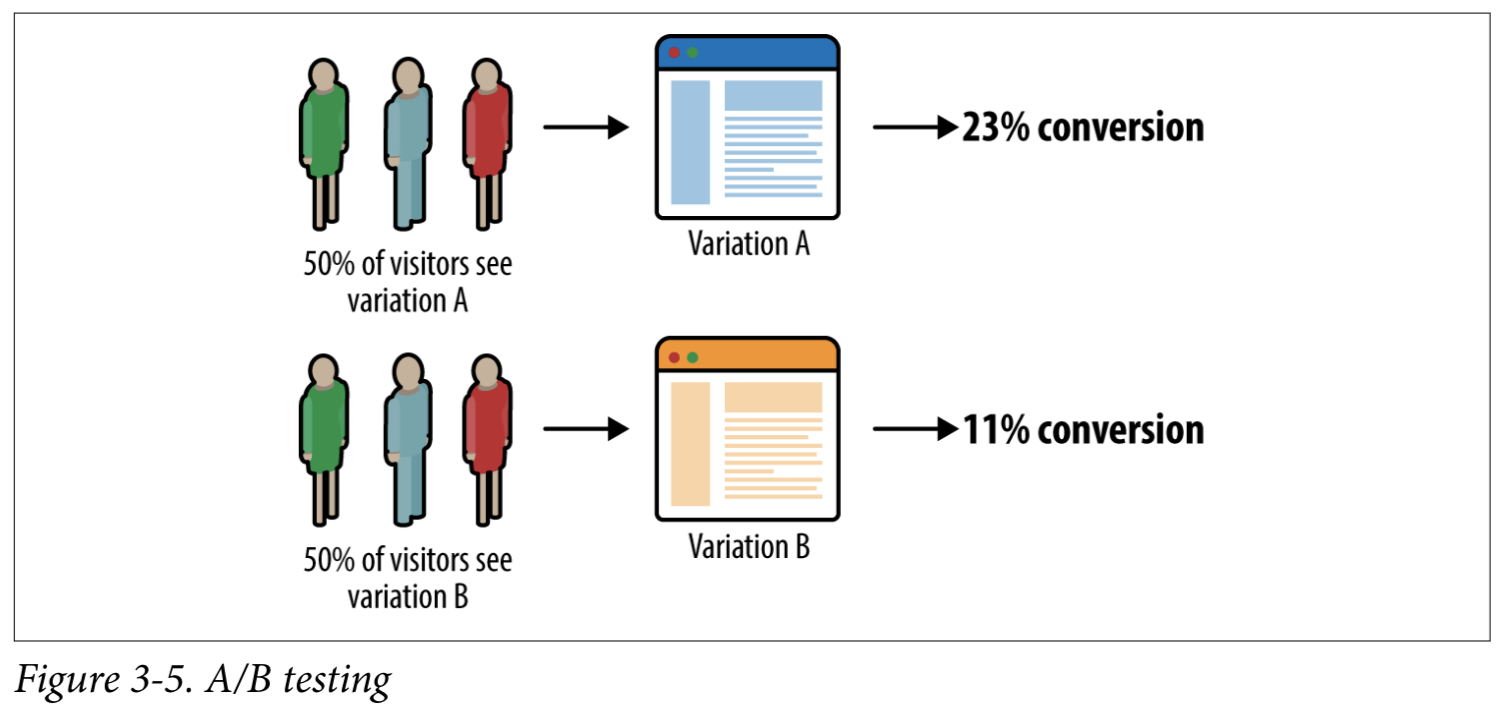 23% conversion
Variation A
50% of visitors see
variation A
11% conversion
Variation B
50% of visitors see
variation B
Figure 3-5. A/B testing